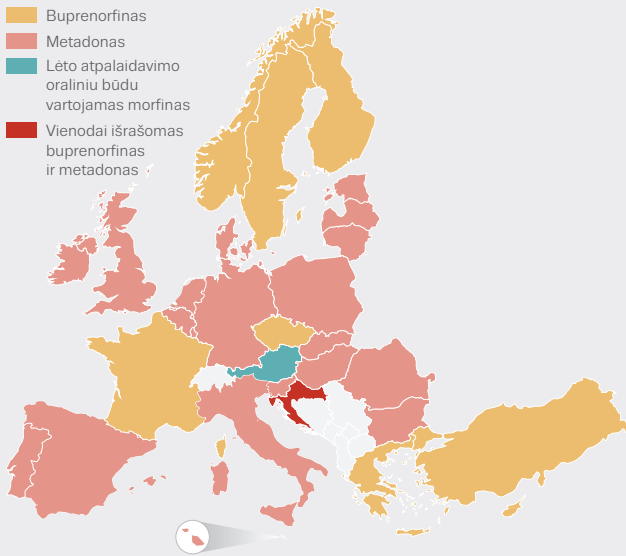 Buprenorfinas
Metadonas
Lėto atpalaidavimo
oraliniu būdu
vartojamas morfinas
Vienodai išrašomas
buprenorfinas
ir metadonas